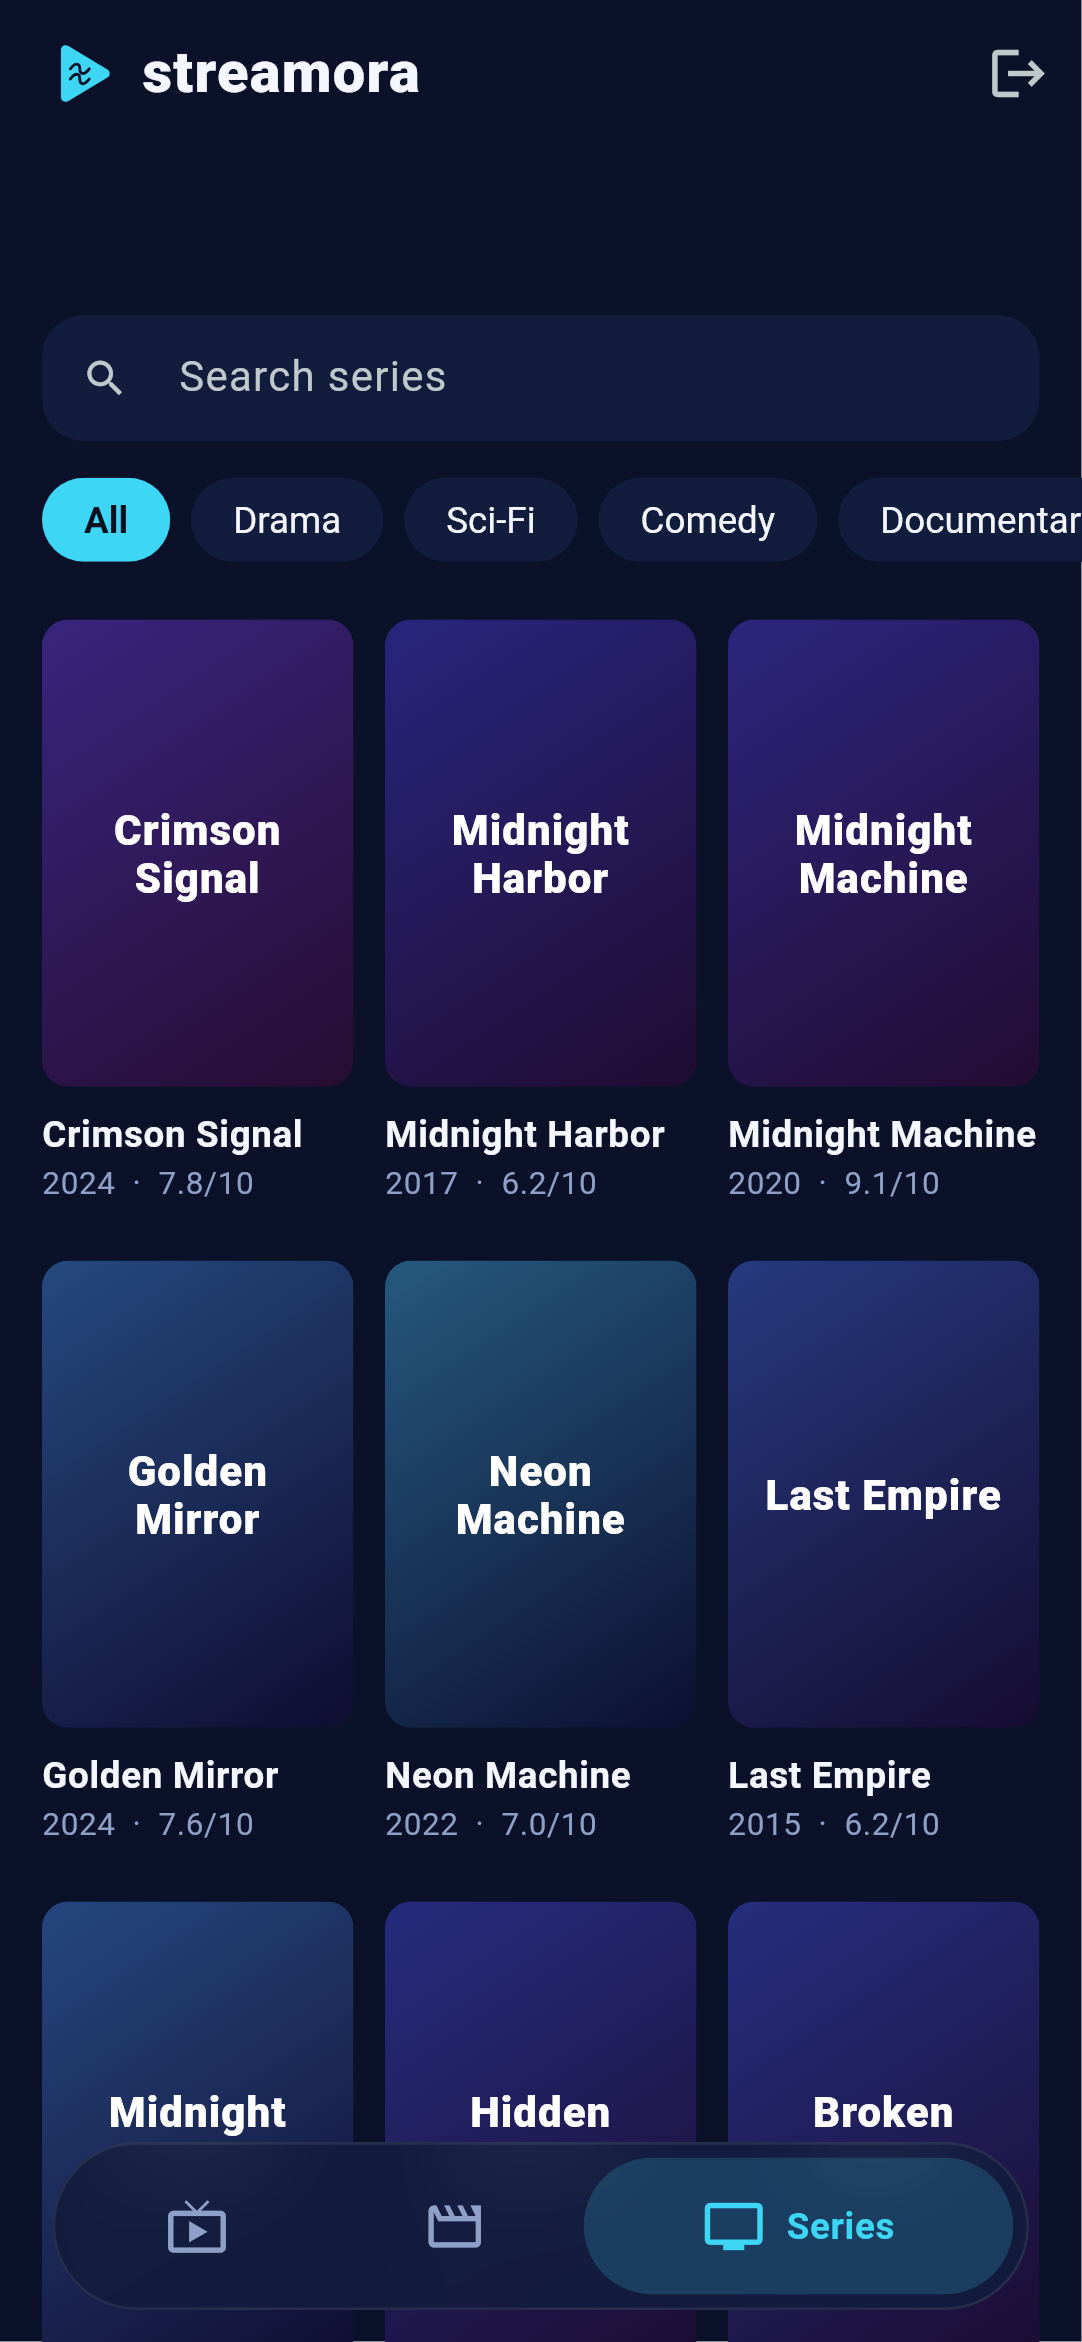 streamora
Search series
All
Drama
Sci-Fi
Comedy
Documentar
Crimson
Signal
Midnight
Harbor
Midnight
Machine
Crimson Signal
2024 · 7.8/10
Midnight Harbor
2017 · 6.2/10
Midnight Machine
2020 · 9.1/10
Golden
Mirror
Neon
Machine
Last Empire
Golden Mirror
2024 · 7.6/10
Neon Machine
2022 · 7.0/10
Last Empire
2015 · 6.2/10
Midnight
Hidden
Broken
Series